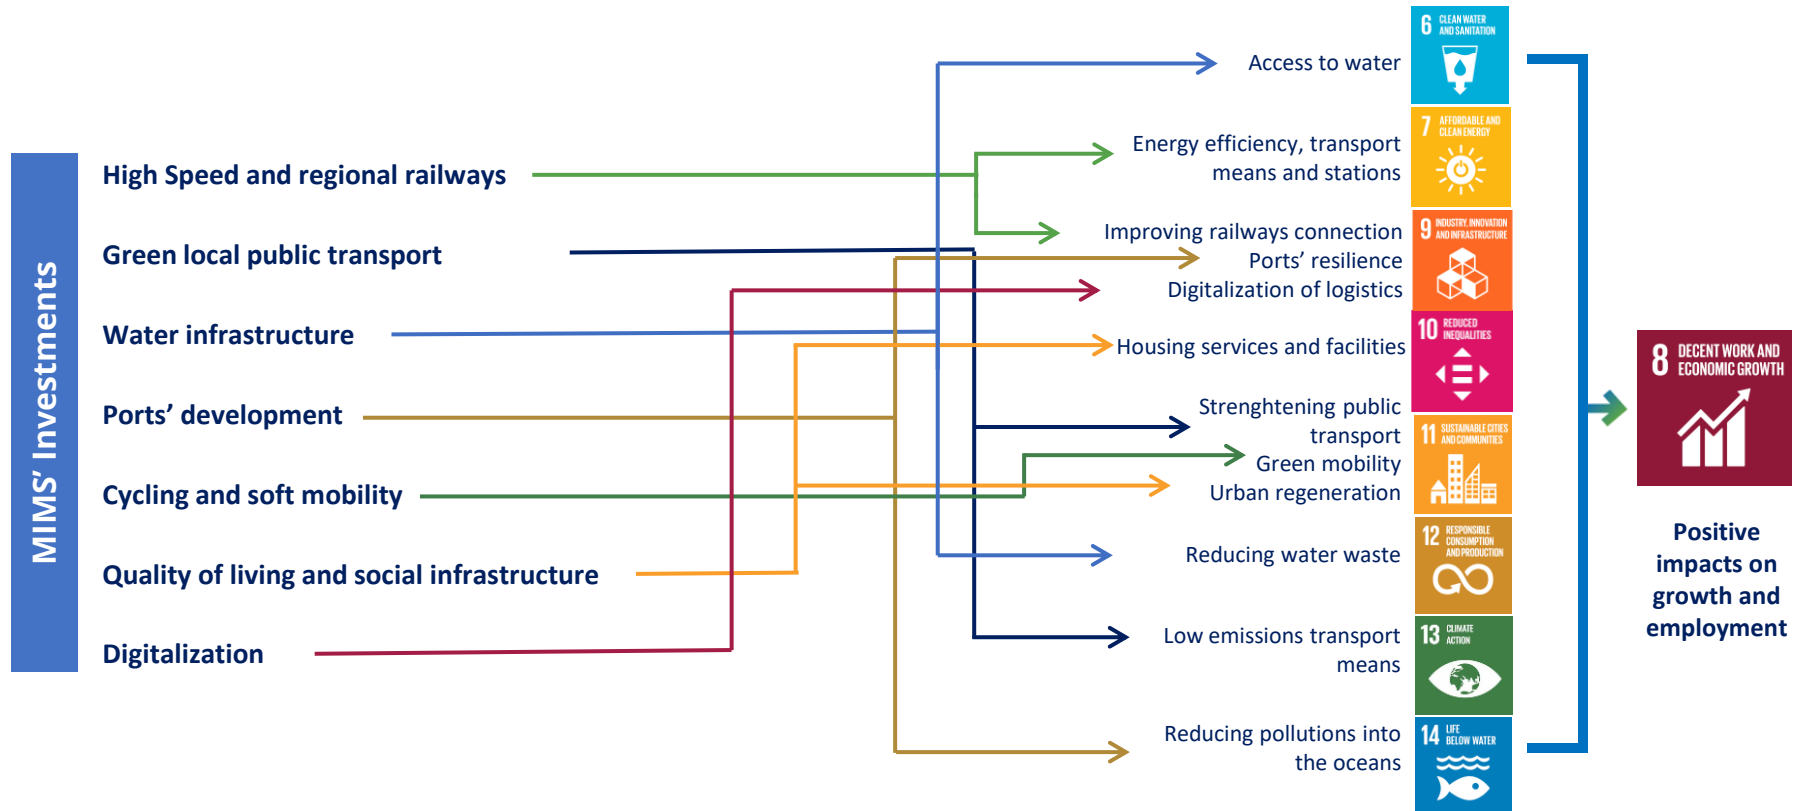 MIMS’ Investments
High Speed and regional railways
Green local public transport
Water infrastructure
Ports’ development
Cycling and soft mobility
Quality of living and social infrastructure
Digitalization
Access to water
Energy efficiency, transport
means and stations
Improving railways connection
Ports’ resilience
Digitalization of logistics
Housing services and facilities
Strenghtening public
transport
Green mobility
Urban regeneration
Reducing water waste
Low emissions transport
means
Reducing pollutions into
the oceans
6 CLEAN WATER
AND SANITATION
7 AFFORDABLE AND
CLEAN ENERGY
9 INDUSTRY, INNOVATION
AND INFRASTRUCTURE
10 REDUCED
INEQUALITIES
11 SUSTAINABLE CITIES
AND COMMUNITIES
12 RESPONSIBLE
CONSUMPTION
AND PRODUCTION
13 CLIMATE
ACTION
14 LIFE
BELOW WATER
8 DECENT WORK AND
ECONOMIC GROWTH
Positive
impacts on
growth and
employment